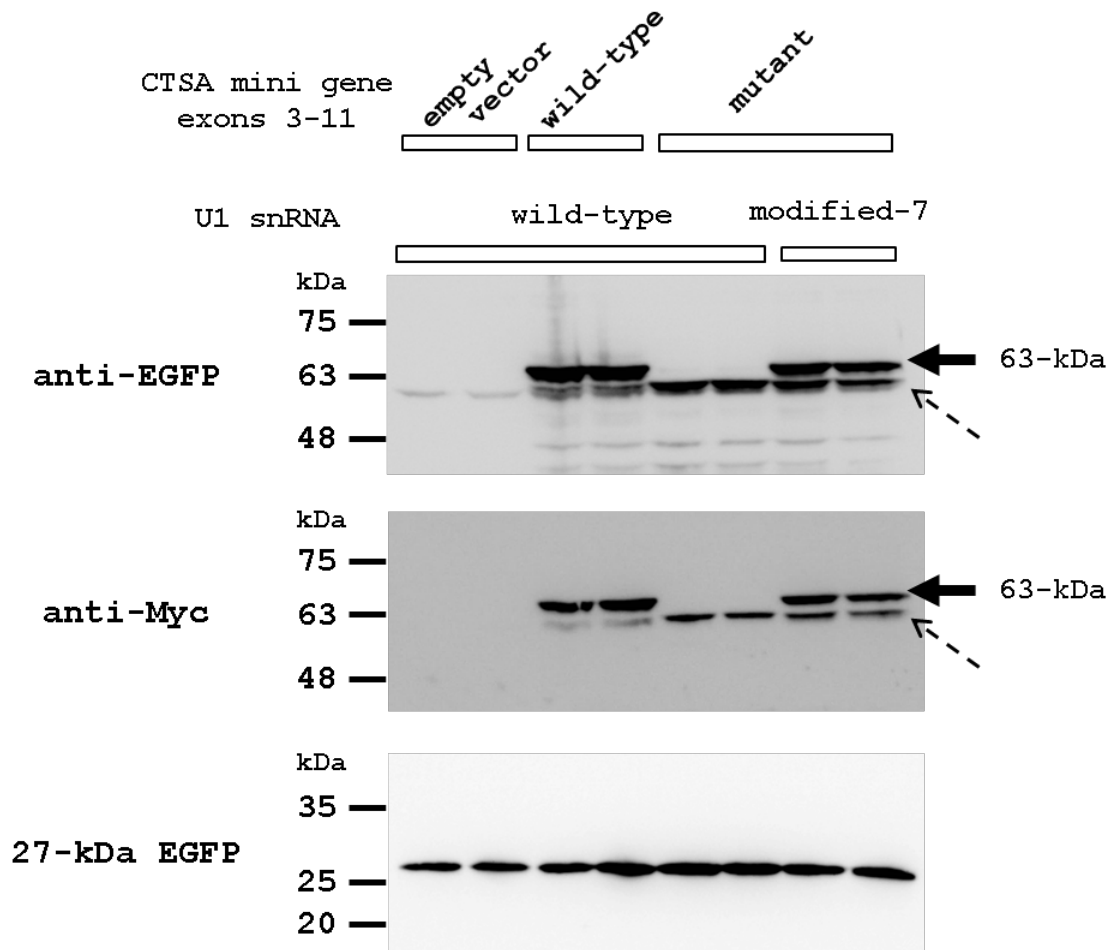 CTSA mini gene
exons 3-11
empty
vector
wild-type
mutant
U1 snRNA
wild-type
modified-7
kDa
75
63
48
anti-EGFP
63-kDa
kDa
75
63
48
anti-Myc
63-kDa
kDa
35
25
20
27-kDa EGFP